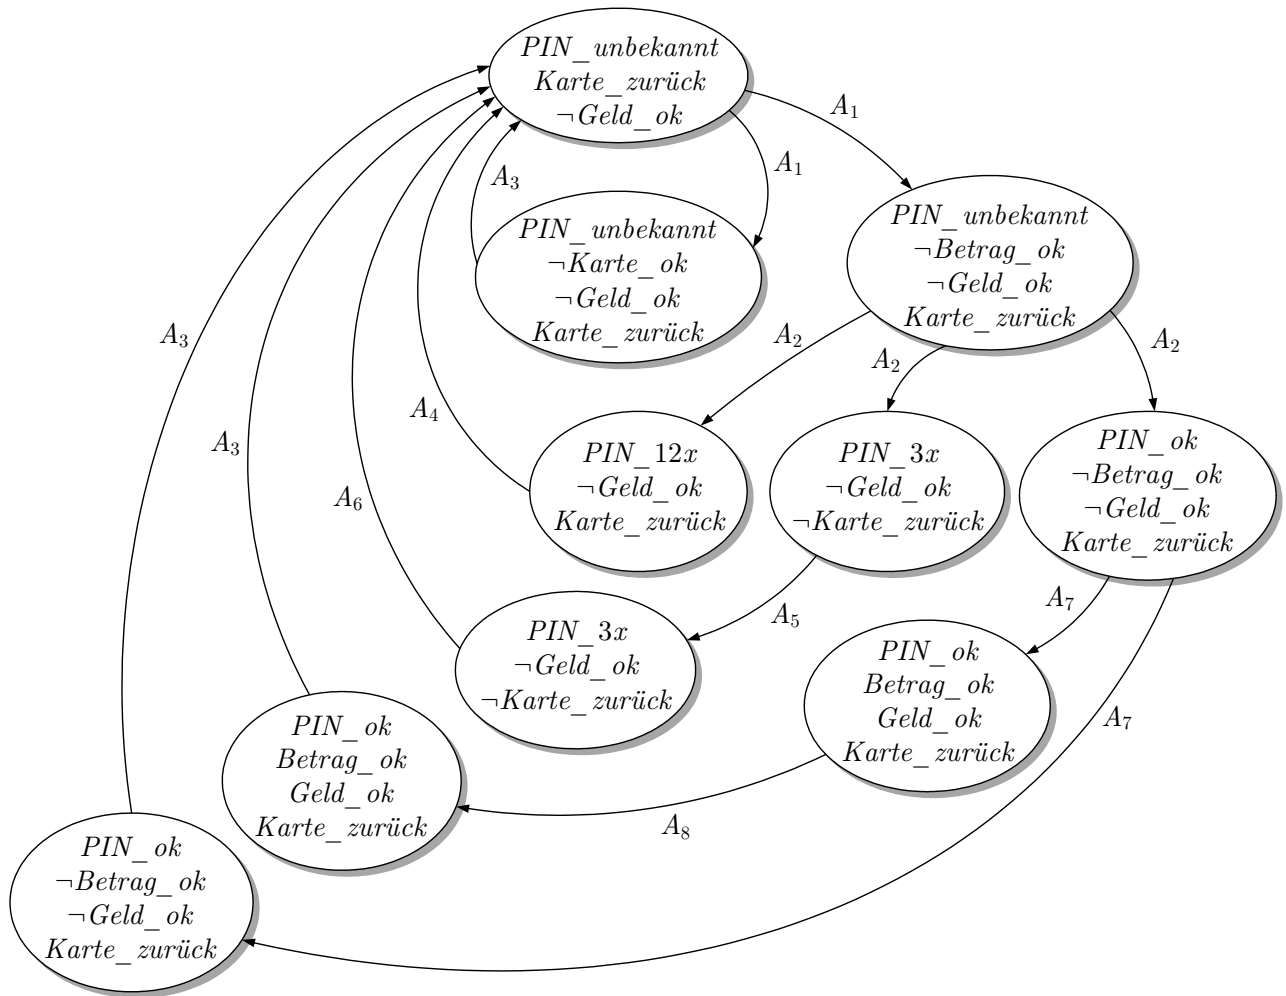 PIN_unbekannt
Karte_zurück
¬Geld_ok
A1
A1
A3
PIN_unbekannt
¬Karte_ok
¬Geld_ok
Karte_zurück
PIN_unbekannt
¬Betrag_ok
¬Geld_ok
Karte_zurück
A3
A2
A2
A2
A4
A3
A6
PIN_12x
¬Geld_ok
Karte_zurück
PIN_3x
¬Geld_ok
¬Karte_zurück
PIN_ok
¬Betrag_ok
¬Geld_ok
Karte_zurück
A7
A5
PIN_3x
¬Geld_ok
¬Karte_zurück
PIN_ok
Betrag_ok
Geld_ok
Karte_zurück
A7
PIN_ok
Betrag_ok
Geld_ok
Karte_zurück
A8
PIN_ok
¬Betrag_ok
¬Geld_ok
Karte_zurück